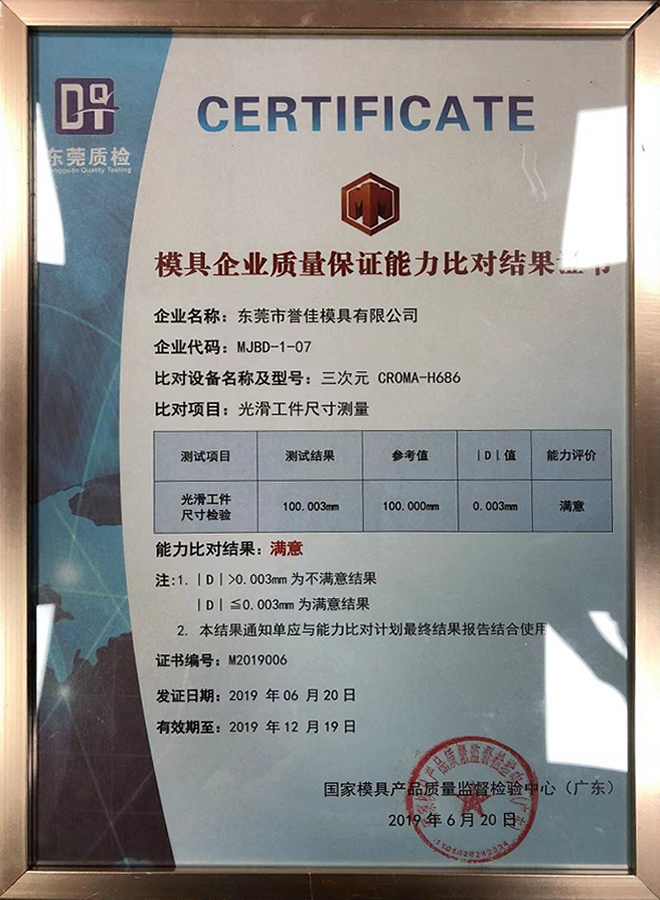 DQT
CERTIFICATE
东莞质检
Dongguan Quality Testing
模具企业质量保证能力比对结果证书
企业名称：东莞市誉佳模具有限公司
企业代码：MJBD-1-07
比对设备名称及型号：三次元 CROMA-H686
比对项目：光滑工件尺寸测量
测试项目 测试结果 参考值 |D|值 能力评价
光滑工件
尺寸检验 100.003mm 100.000mm 0.003mm 满意
能力比对结果：满意
注:1.|D|>0.003mm 为不满意结果
|D|≦0.003mm 为满意结果
2. 本结果通知单应与能力比对计划最终结果报告结合使用
证书编号：M2019006
发证日期：2019 年 06 月 20 日
有效期至：2019 年 12 月 19 日
国家模具产品质量监督检验中心（广东）
2019 年 6 月 20 日